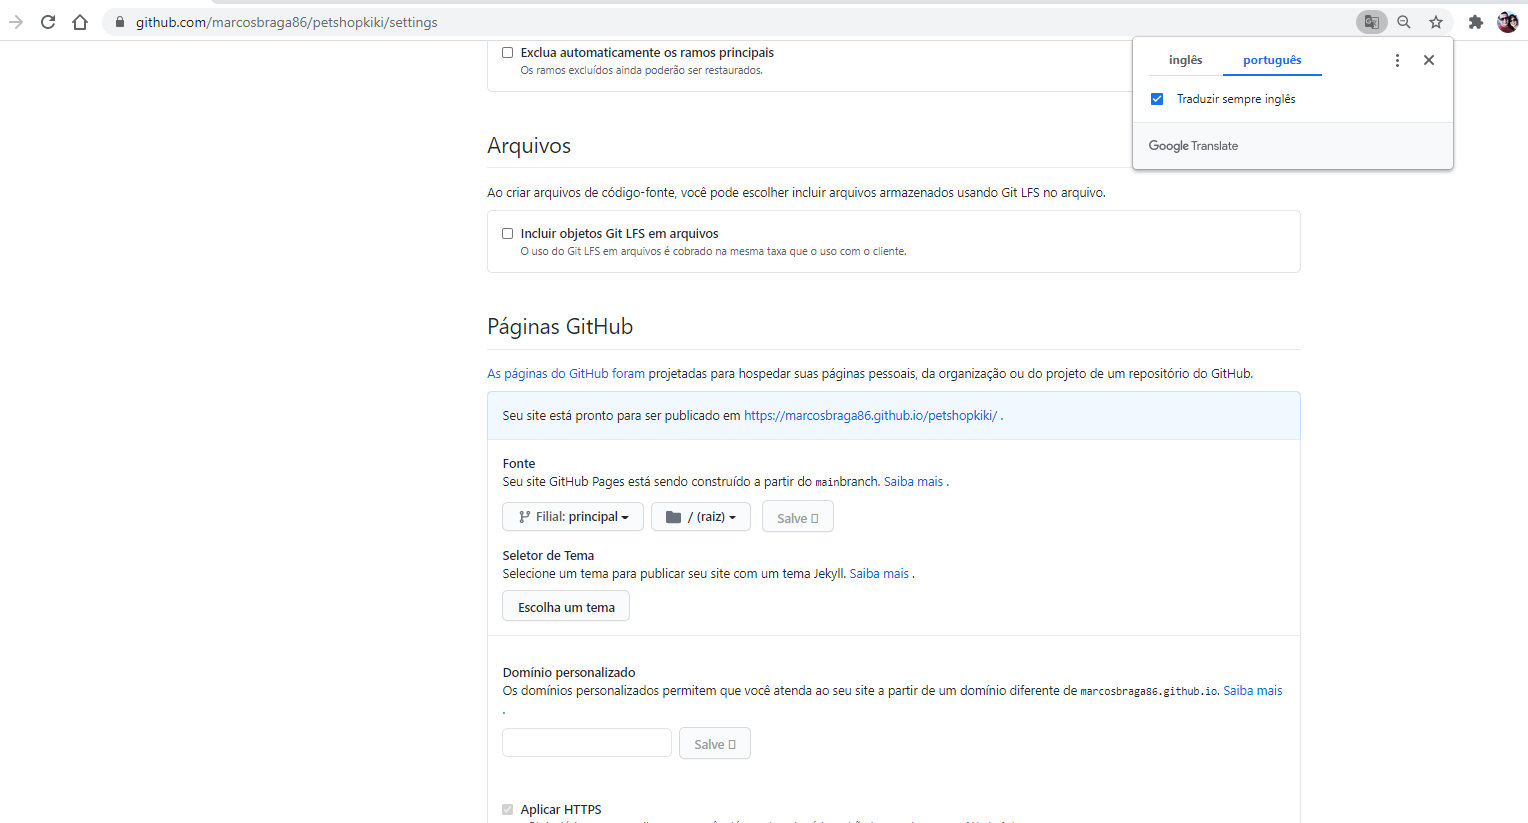 github.com/marcosbraga86/petshopkiki/settings
inglês português
Traduzir sempre inglês
Google Translate
Exclua automaticamente os ramos principais
Os ramos excluídos ainda poderão ser restaurados.
Arquivos
Ao criar arquivos de código-fonte, você pode escolher incluir arquivos armazenados usando Git LFS no arquivo.
Incluir objetos Git LFS em arquivos
O uso do Git LFS em arquivos é cobrado na mesma taxa que o uso com o cliente.
Páginas GitHub
As páginas do GitHub foram projetadas para hospedar suas páginas pessoais, da organização ou do projeto de um repositório do GitHub.
Seu site está pronto para ser publicado em https://marcosbraga86.github.io/petshopkiki/ .
Fonte
Seu site GitHub Pages está sendo construído a partir do mainbranch. Saiba mais .
Filial: principal / (raiz) Salve
Seletor de Tema
Selecione um tema para publicar seu site com um tema Jekyll. Saiba mais .
Escolha um tema
Domínio personalizado
Os domínios personalizados permitem que você atenda ao seu site a partir de um domínio diferente de marcosbraga86.github.io. Saiba mais
.
Salve
Aplicar HTTPS